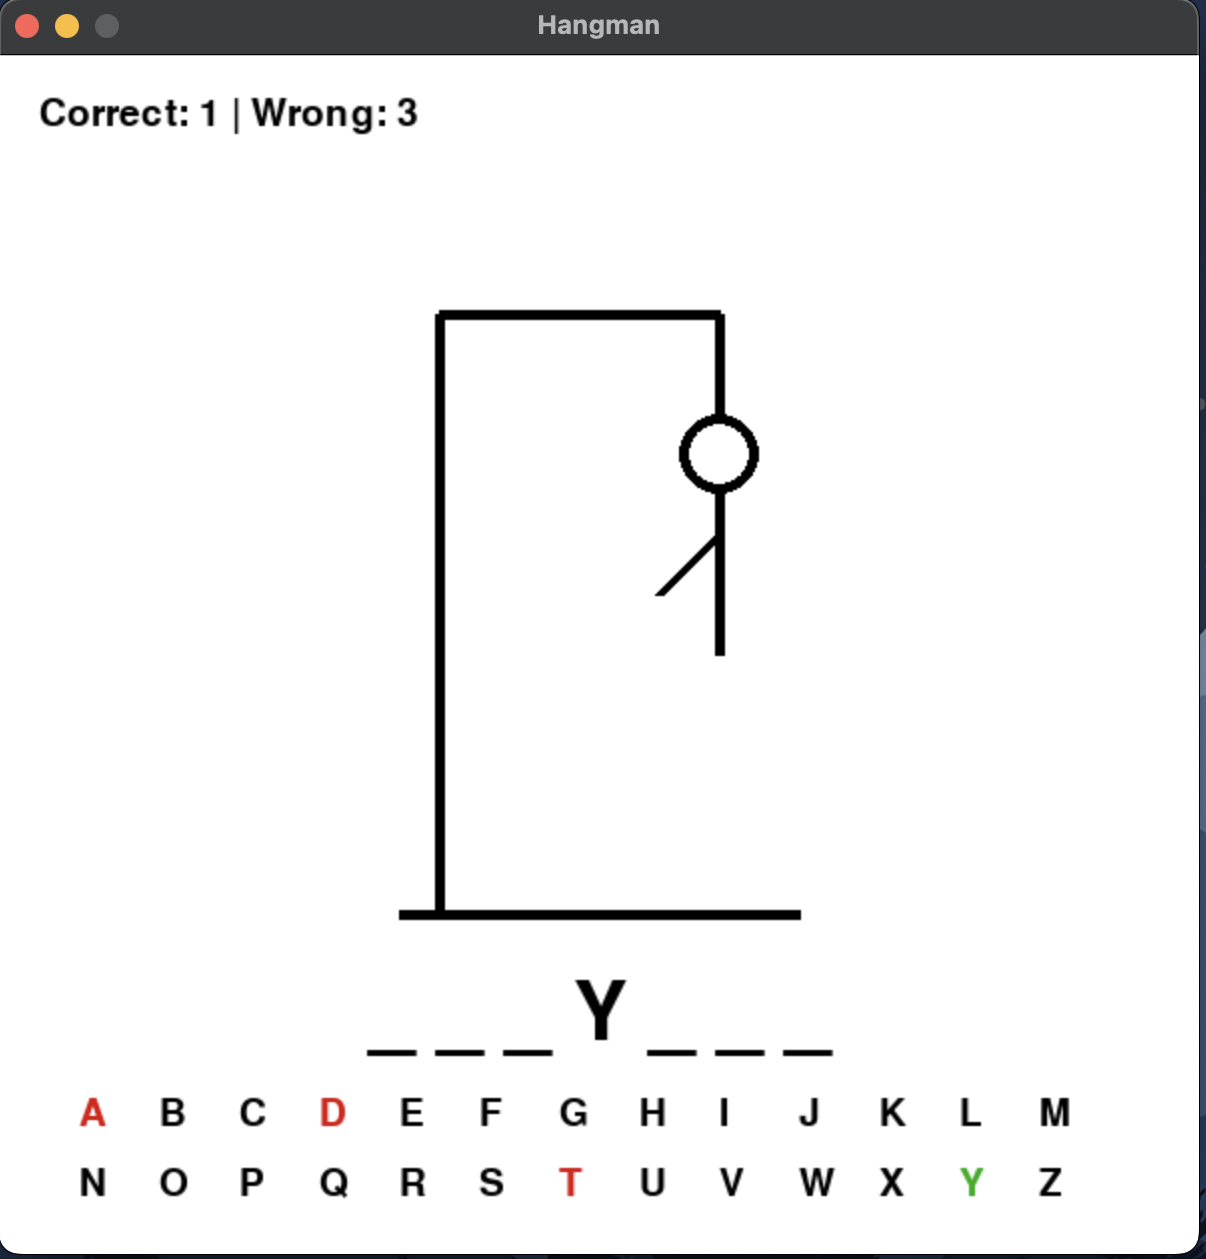 Hangman
Correct: 1 | Wrong: 3
_ _ _ Y _ _ _
A B C D E F G H I J K L M
N O P Q R S T U V W X Y Z